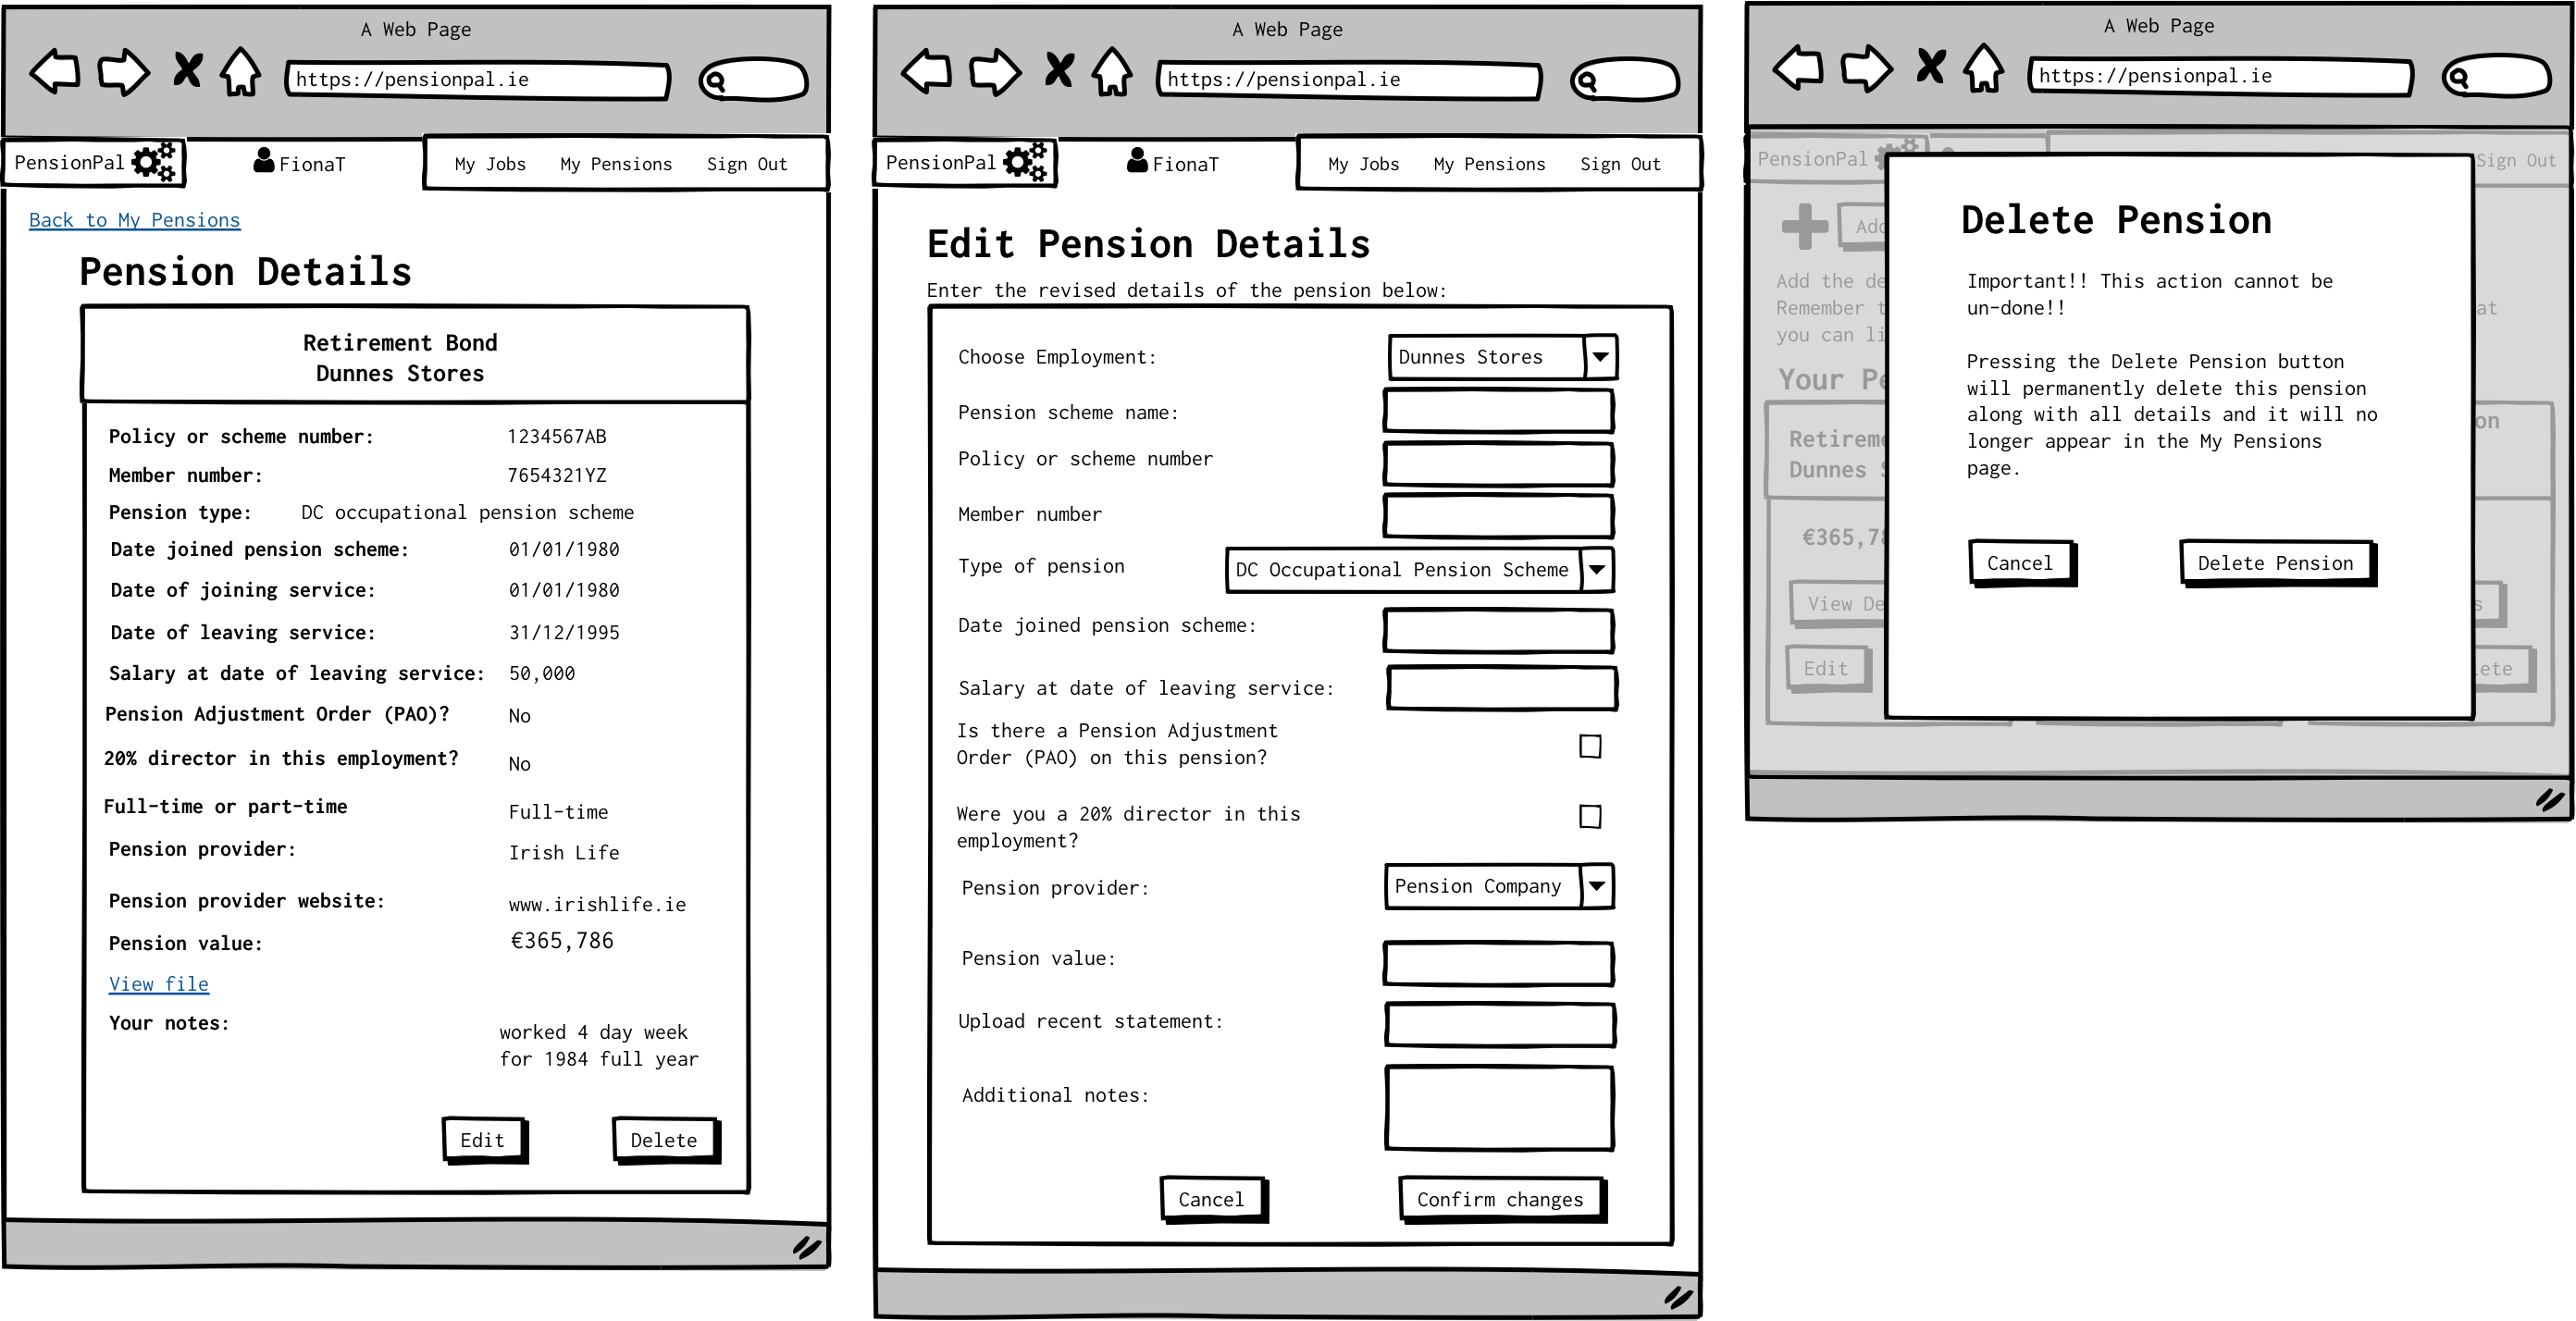 A Web Page
https://pensionpal.ie
PensionPal
FionaT
My Jobs My Pensions Sign Out
Back to My Pensions
Pension Details
Retirement Bond
Dunnes Stores
Policy or scheme number: 1234567AB
Member number: 7654321YZ
Pension type: DC occupational pension scheme
Date joined pension scheme: 01/01/1980
Date of joining service: 01/01/1980
Date of leaving service: 31/12/1995
Salary at date of leaving service: 50,000
Pension Adjustment Order (PAO)? No
20% director in this employment? No
Full-time or part-time Full-time
Pension provider: Irish Life
Pension provider website: www.irishlife.ie
Pension value: €365,786
View file
Your notes:
worked 4 day week
for 1984 full year
Edit Delete
A Web Page
https://pensionpal.ie
PensionPal
FionaT
My Jobs My Pensions Sign Out
Edit Pension Details
Enter the revised details of the pension below:
Choose Employment: Dunnes Stores
Pension scheme name:
Policy or scheme number
Member number
Type of pension DC Occupational Pension Scheme
Date joined pension scheme:
Salary at date of leaving service:
Is there a Pension Adjustment
Order (PAO) on this pension?
Were you a 20% director in this
employment?
Pension provider: Pension Company
Pension value:
Upload recent statement:
Additional notes:
Cancel Confirm changes
A Web Page
https://pensionpal.ie
PensionPal
Sign Out
Add the
Remember
you can
Your
€365,78
View
Edit
Delete Pension
Important!! This action cannot be
un-done!!
Pressing the Delete Pension button
will permanently delete this pension
along with all details and it will no
longer appear in the My Pensions
page.
Cancel Delete Pension
Dunnes